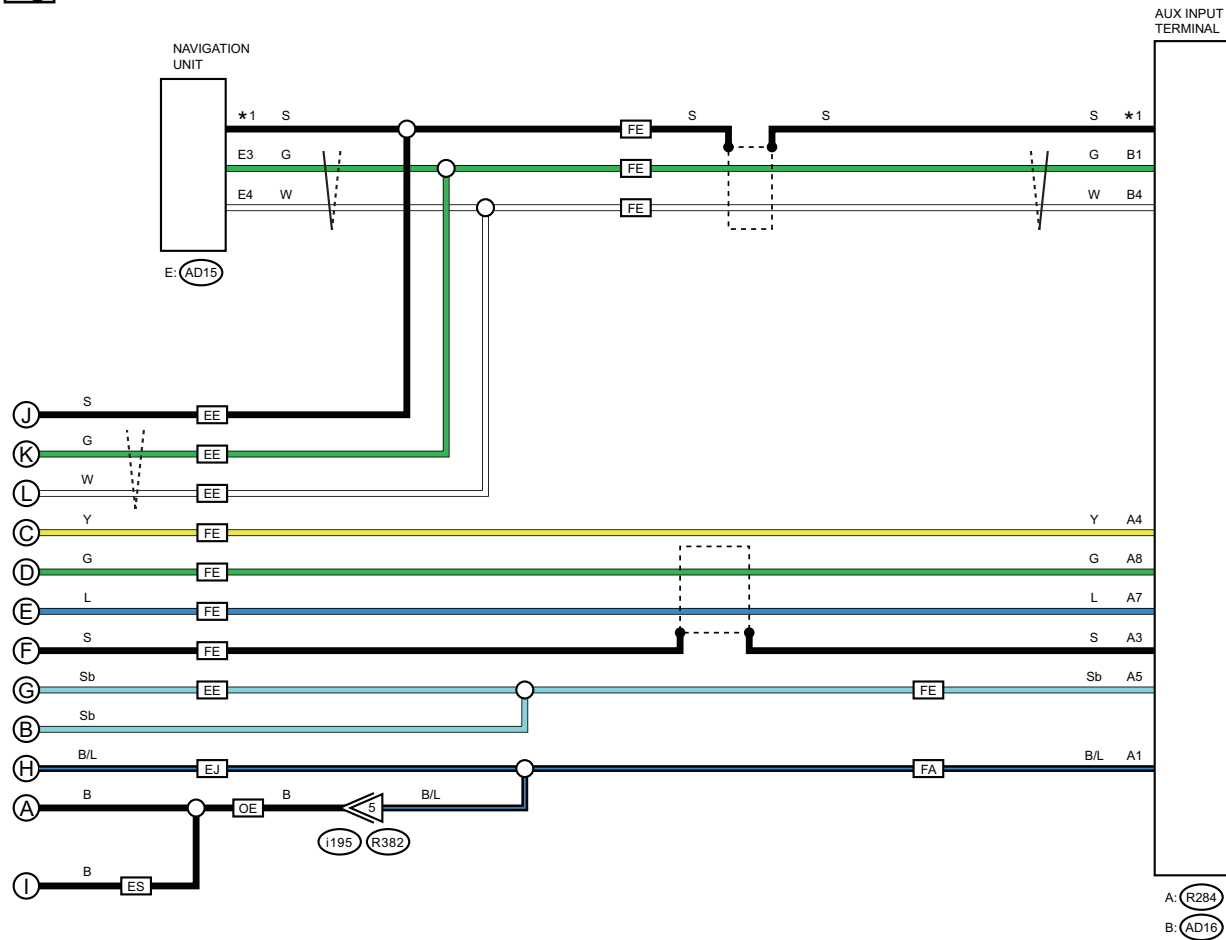 AUX INPUT
TERMINAL
NAVIGATION
UNIT
*1 S S S S *1
FE
E3 G G B1
FE
E4 W W B4
FE
E: AD15
J S EE
K G EE
L W EE
C Y FE Y A4
D G FE G A8
E L FE L A7
F S FE S A3
G Sb EE FE Sb A5
B Sb
H B/L EJ FA B/L A1
A B OE B 5 B/L
i195 R382
I B ES
A: R284
B: AD16